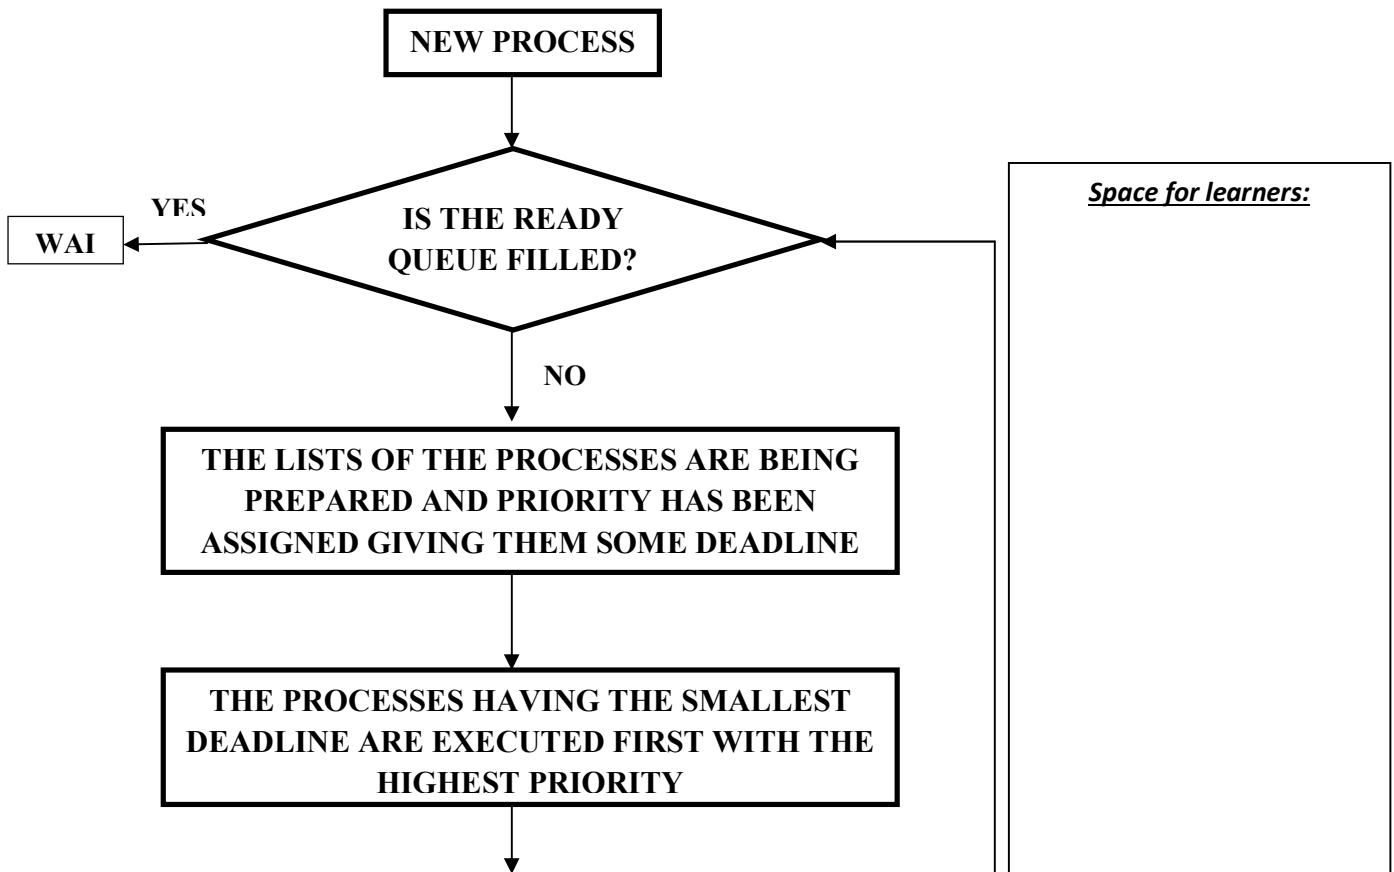 NEW PROCESS
Space for learners:
YES
IS THE READY
QUEUE FILLED?
WAI
NO
THE LISTS OF THE PROCESSES ARE BEING
PREPARED AND PRIORITY HAS BEEN
ASSIGNED GIVING THEM SOME DEADLINE
THE PROCESSES HAVING THE SMALLEST
DEADLINE ARE EXECUTED FIRST WITH THE
HIGHEST PRIORITY